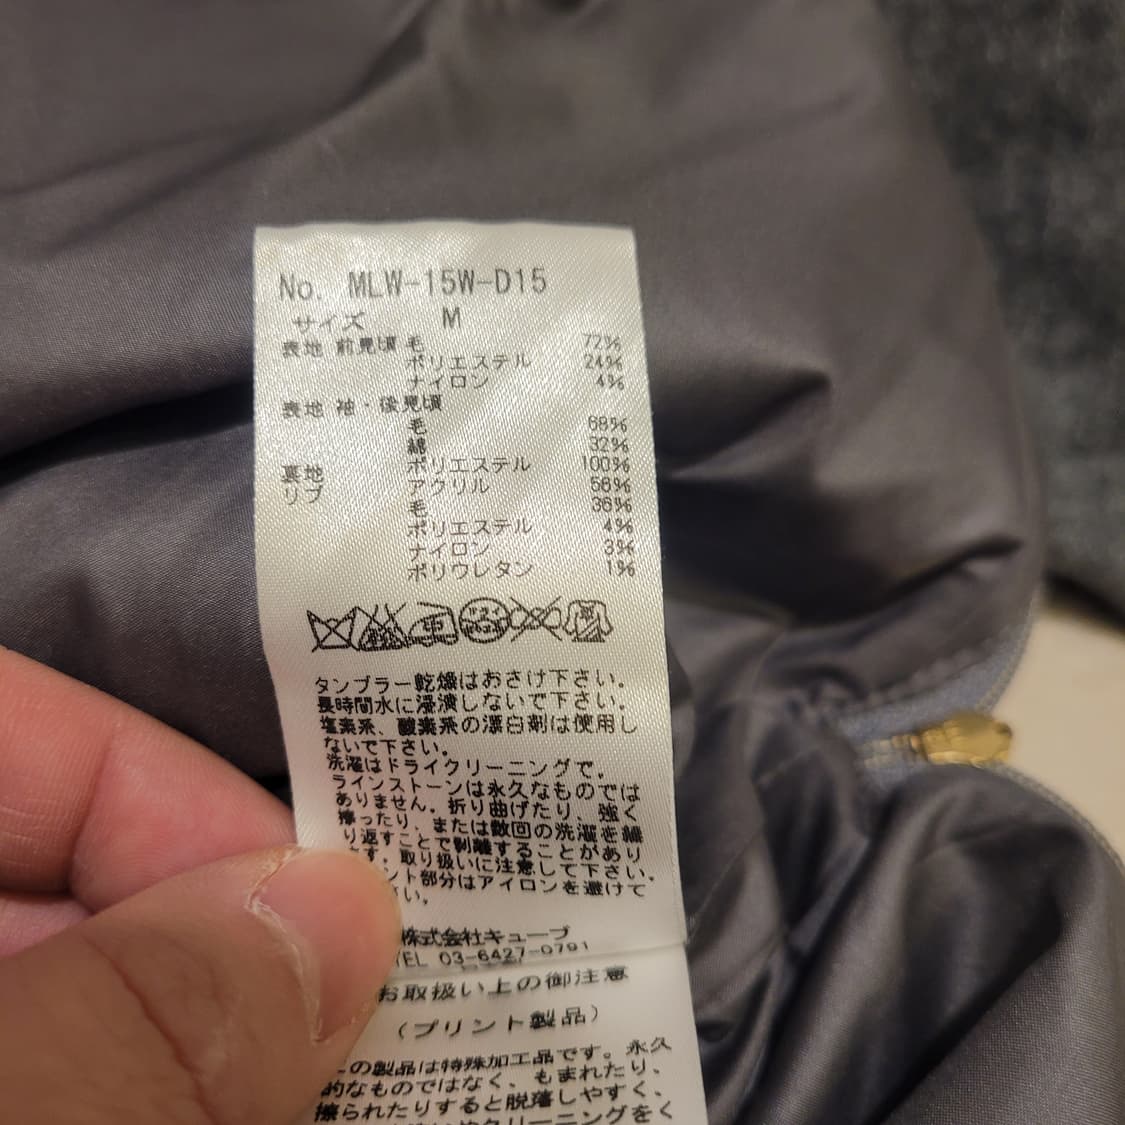 No. MLW-15W-D15
サイズ M
表地 前見頃 毛 72%
ポリエステル 24%
ナイロン 4%
表地 袖・後見頃
毛 68%
綿 32%
裏地 ポリエステル 100%
リブ アクリル 56%
毛 36%
ポリエステル 4%
ナイロン 3%
ポリウレタン 1%
タンブラー乾燥はおさけ下さい。
長時間水に浸漬しないで下さい。
塩素系、酸素系の漂白剤は使用し
ないで下さい。
洗濯はドライクリーニングで。
ラインストーンは永久なものでは
ありません。折り曲げたり、強く
擦ったり、または数回の洗濯を繰
り返すことで剥離することがあり
す。取り扱いに注意して下さい。
ント部分はアイロンを避けて
い。
株式会社キューブ
TEL 03-6427-0791
お取扱い上の御注意
(プリント製品)
の製品は特殊加工品です。永久
的なものではなく、もまれたり、
擦られたりすると脱落しやすく、
クリーニングをく